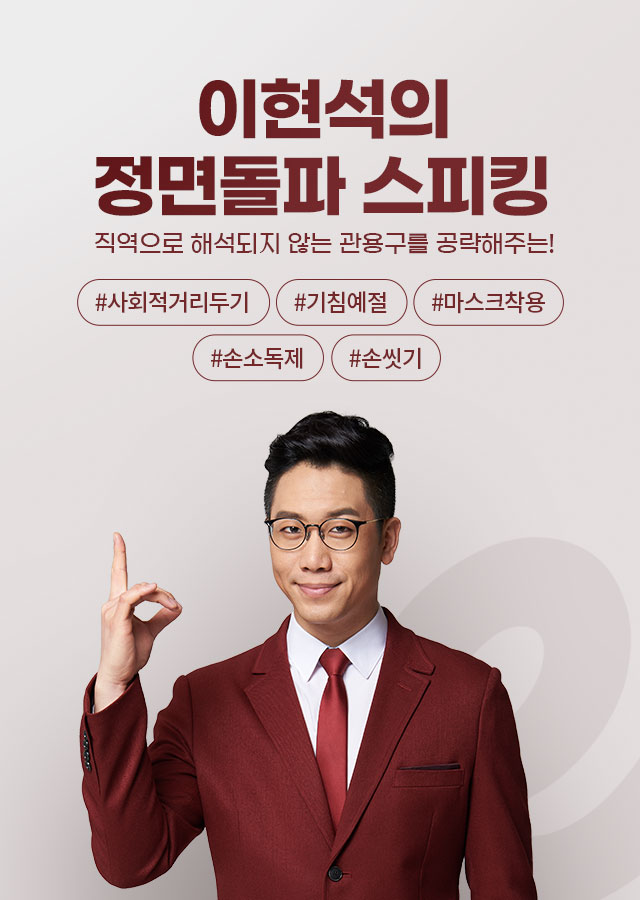 이현석의
정면돌파 스피킹
직역으로 해석되지 않는 관용구를 공략해주는!
#사회적거리두기 #기침예절 #마스크착용
#손소독제 #손씻기